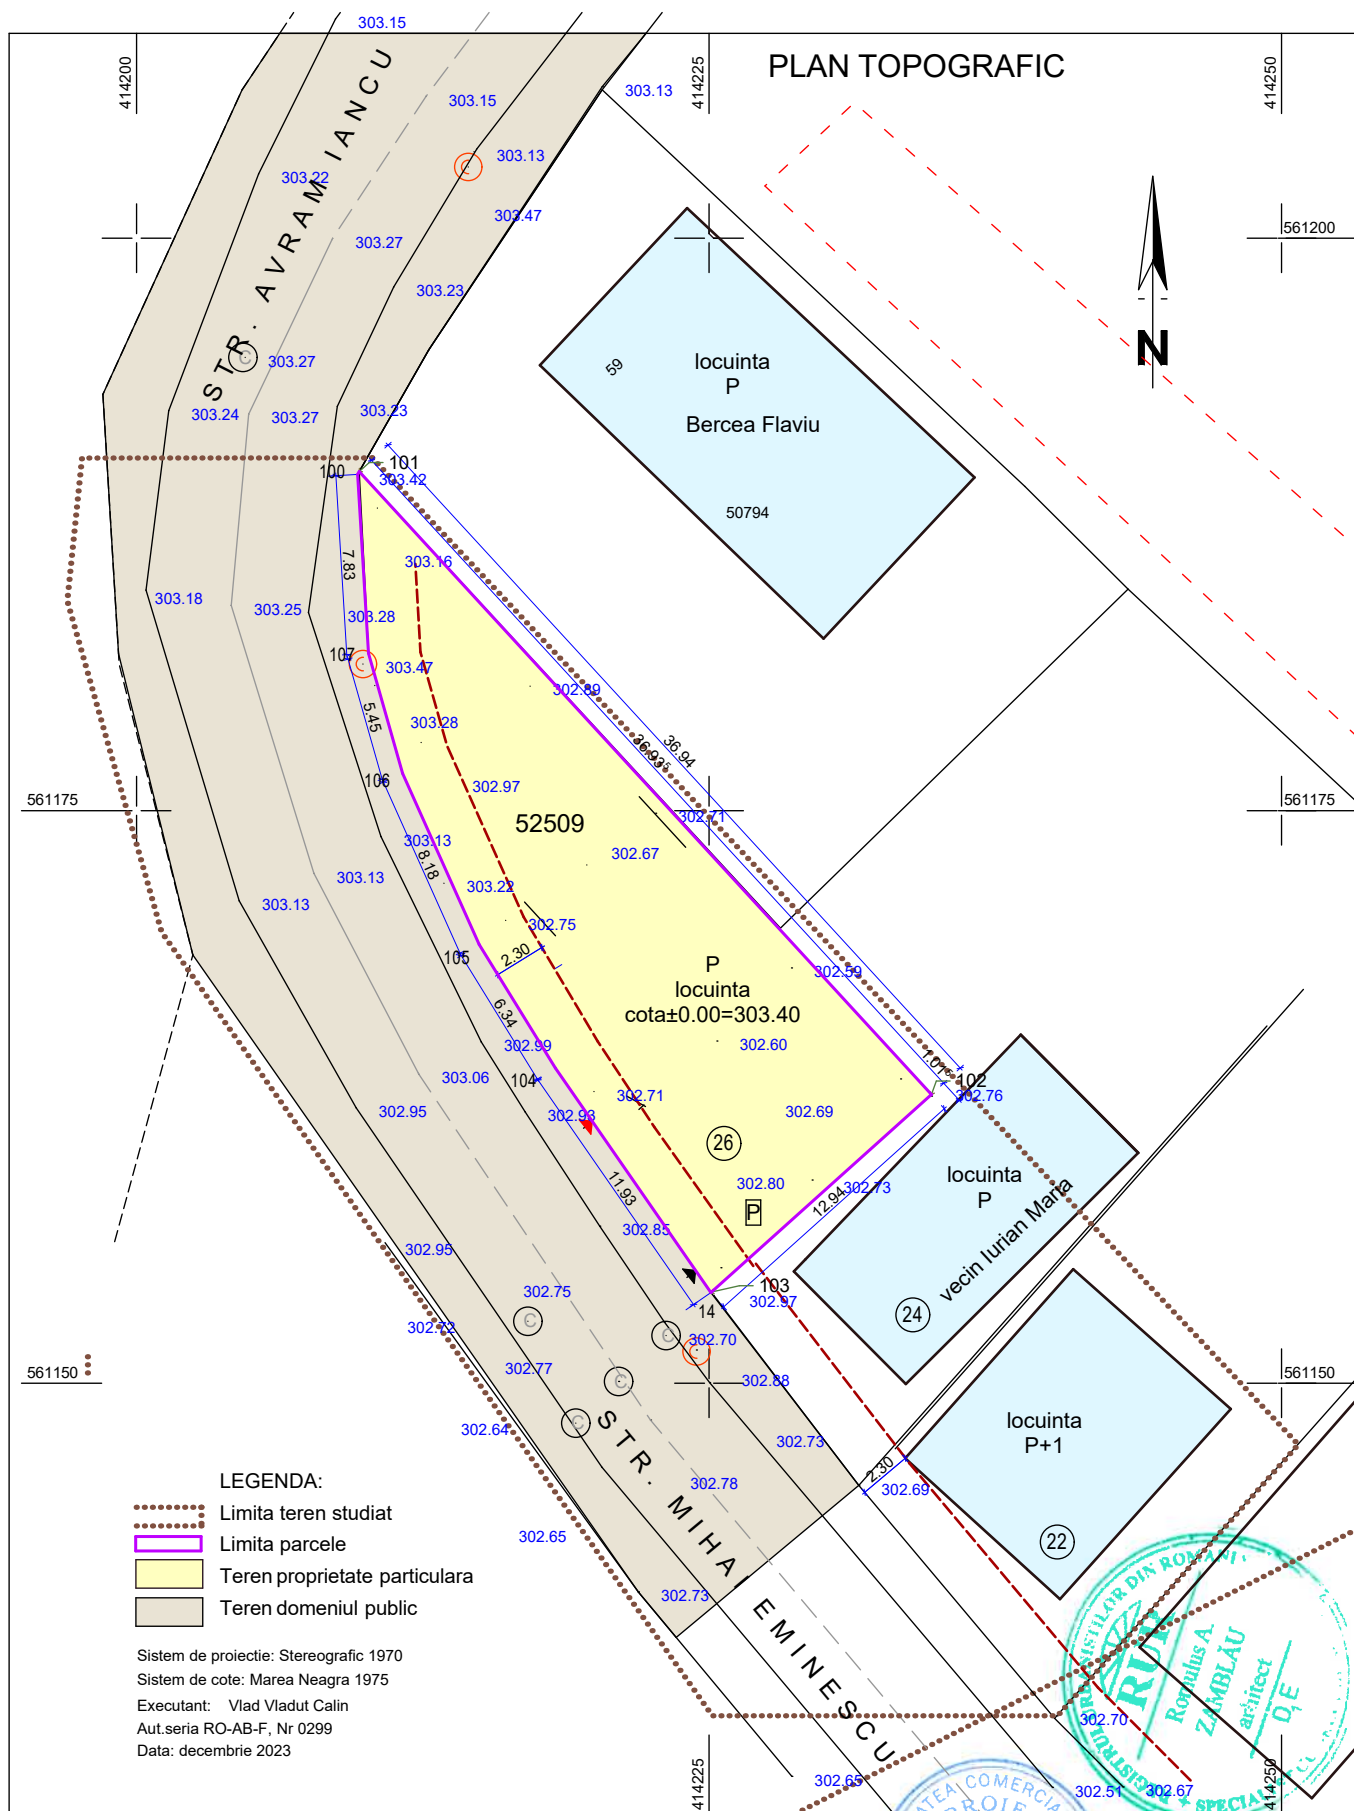 PLAN TOPOGRAFIC
414200
414225
414250
303.15
303.15
303.13
303.13
303.22
303.47
303.27
303.23
303.27
303.24
303.27
303.23
STR. AVRAM IANCU
561200
N
locuinta
P
59
Bercea Flaviu
50794
100
101
303.42
303.16
7.83
303.18
303.25
303.28
107
303.47
302.89
5.45
303.28
36.93⁵
36.94
106
302.97
561175
561175
52509
302.71
303.13
302.67
8.18
303.13
303.22
303.13
302.75
105
2.30
P
locuinta
cota±0.00=303.40
302.59
6.34
302.99
302.60
303.06
104
1.01⁵
102
302.76
302.95
302.93
302.71
302.69
26
11.93
302.80
302.73
12.94
P
locuinta
P
vecin Iurian Maria
302.85
302.95
302.75
103
302.97
14
24
302.72
302.70
302.77
302.88
561150
561150
302.64
302.73
locuinta
P+1
302.78
2.30
302.69
22
302.65
302.73
STR. MIHAI EMINESCU
LEGENDA:
Limita teren studiat
Limita parcele
Teren proprietate particulara
Teren domeniul public
Sistem de proiectie: Stereografic 1970
Sistem de cote: Marea Neagra 1975
Executant: Vlad Vladut Calin
Aut.seria RO-AB-F, Nr 0299
Data: decembrie 2023
302.70
302.65
302.51
302.67
414225
414250
DIN
RUR
Romulus A.
ZAMBLĂU
arhitect
D,E
COMERCIA